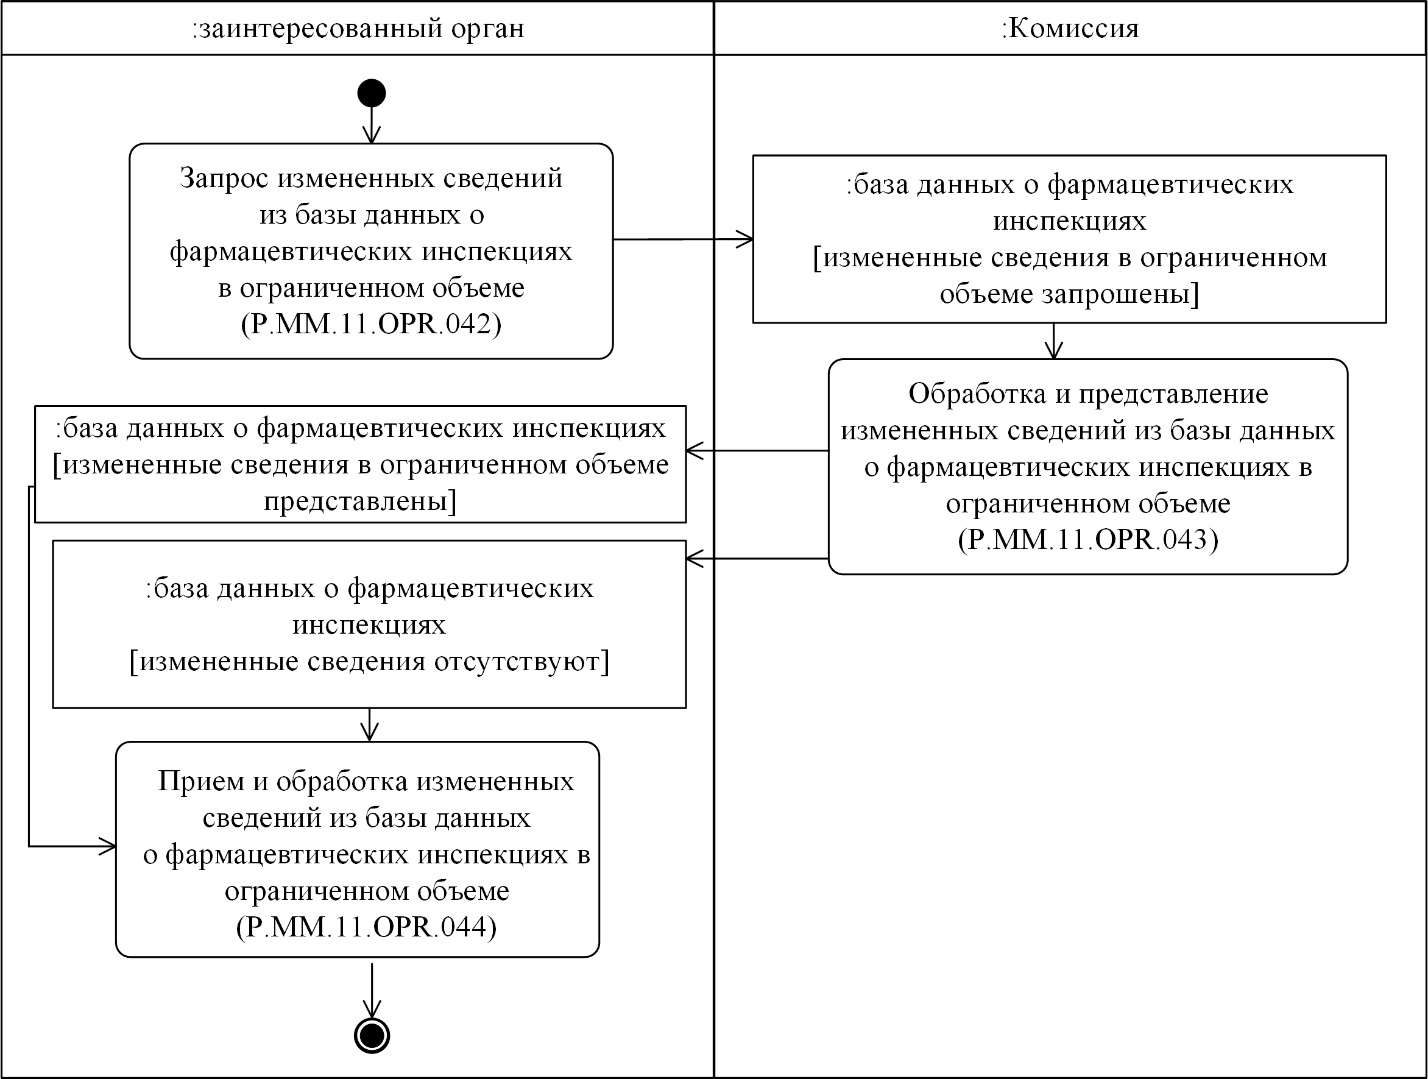 :заинтересованный орган
:Комиссия
Запрос измененных сведений
из базы данных о
фармацевтических инспекциях
в ограниченном объеме
(P.MM.11.OPR.042)
:база данных о фармацевтических
инспекциях
[измененные сведения в ограниченном
объеме запрошены]
Обработка и представление
измененных сведений из базы данных
о фармацевтических инспекциях в
ограниченном объеме
(P.MM.11.OPR.043)
:база данных о фармацевтических инспекциях
[измененные сведения в ограниченном объеме
представлены]
:база данных о фармацевтических
инспекциях
[измененные сведения отсутствуют]
Прием и обработка измененных
сведений из базы данных
о фармацевтических инспекциях в
ограниченном объеме
(P.MM.11.OPR.044)